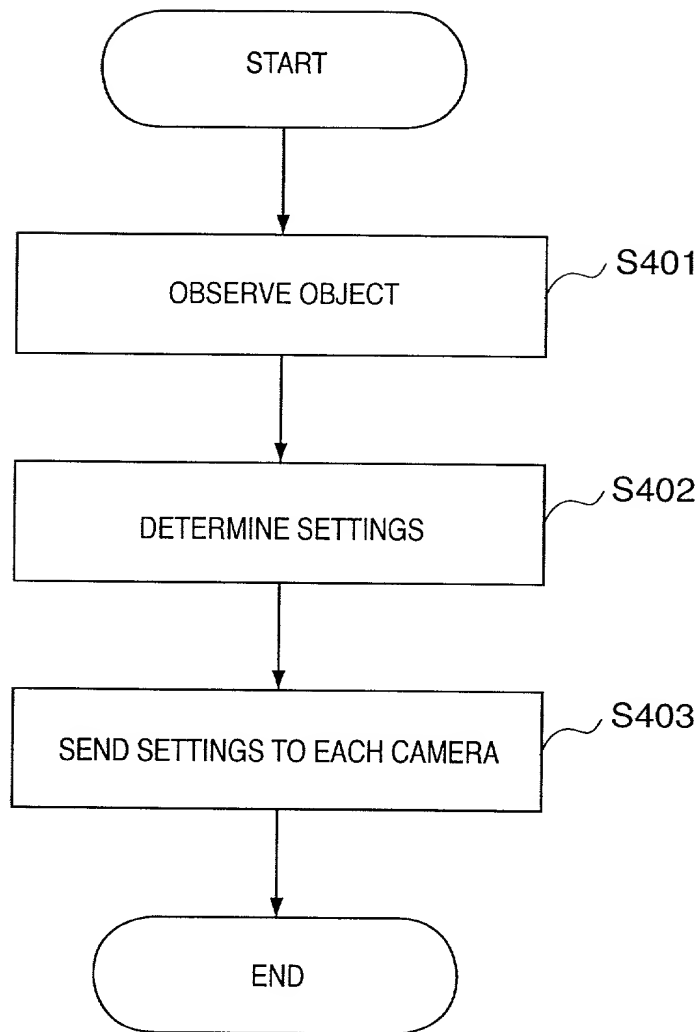 START
OBSERVE OBJECT
S401
DETERMINE SETTINGS
S402
SEND SETTINGS TO EACH CAMERA
S403
END